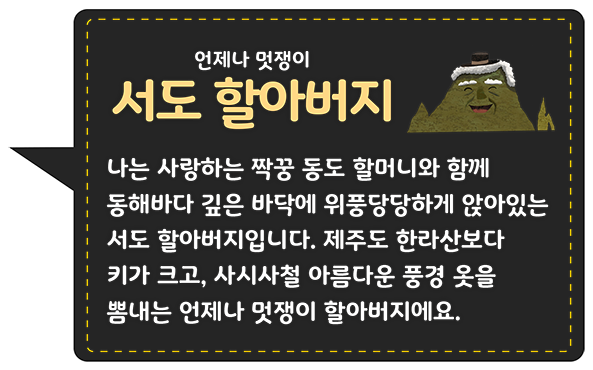 언제나 멋쟁이
서도 할아버지
나는 사랑하는 짝꿍 동도 할머니와 함께
동해바다 깊은 바닥에 위풍당당하게 앉아있는
서도 할아버지입니다. 제주도 한라산보다
키가 크고, 사시사철 아름다운 풍경 옷을
뽐내는 언제나 멋쟁이 할아버지에요.